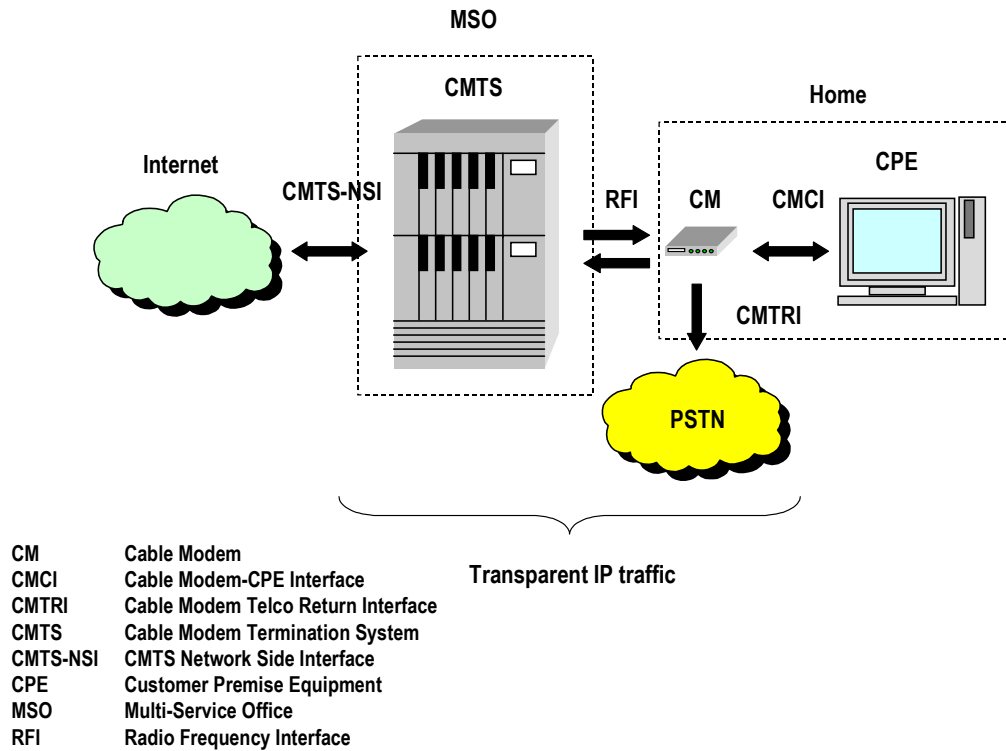 MSO
CMTS
Home
Internet
CPE
CMTS-NSI
RFI CM CMCI
CMTRI
PSTN
Transparent IP traffic
CM Cable Modem
CMCI Cable Modem-CPE Interface
CMTRI Cable Modem Telco Return Interface
CMTS Cable Modem Termination System
CMTS-NSI CMTS Network Side Interface
CPE Customer Premise Equipment
MSO Multi-Service Office
RFI Radio Frequency Interface